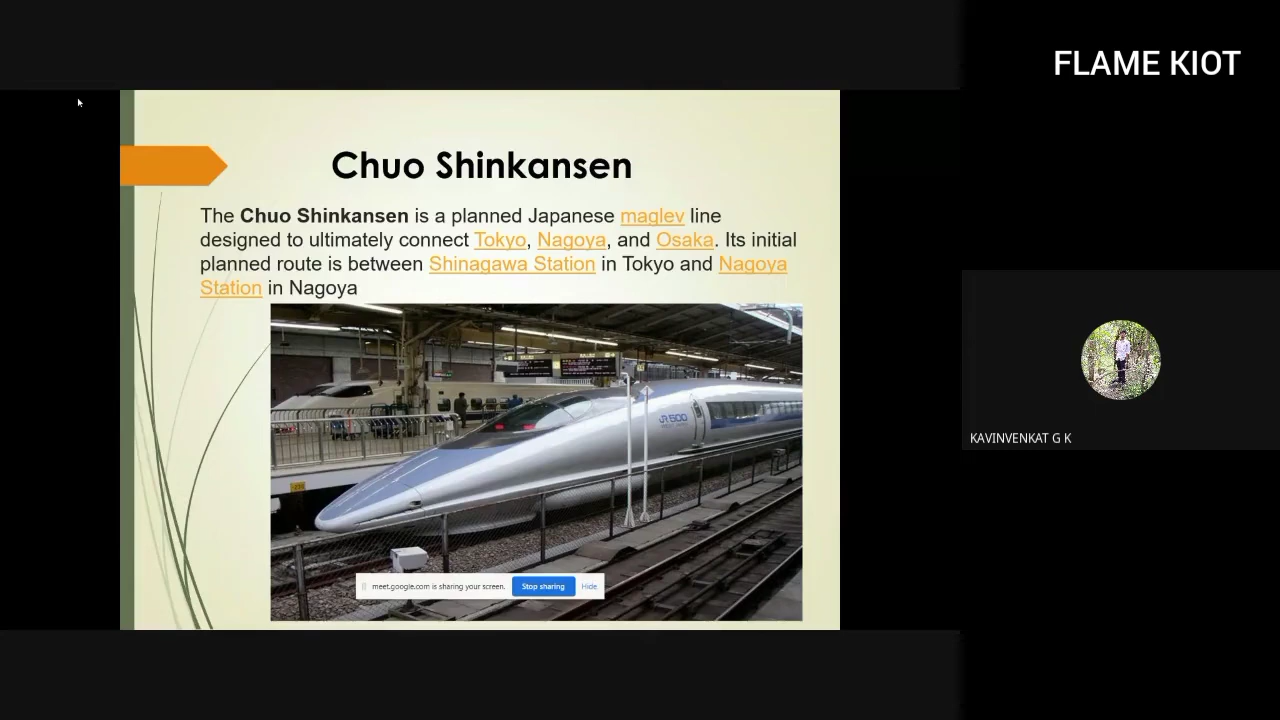 FLAME KIOT
Chuo Shinkansen
The Chuo Shinkansen is a planned Japanese maglev line
designed to ultimately connect Tokyo, Nagoya, and Osaka. Its initial
planned route is between Shinagawa Station in Tokyo and Nagoya
Station in Nagoya
JR500
meet.google.com is sharing your screen. Stop sharing Hide
KAVINVENKAT G K